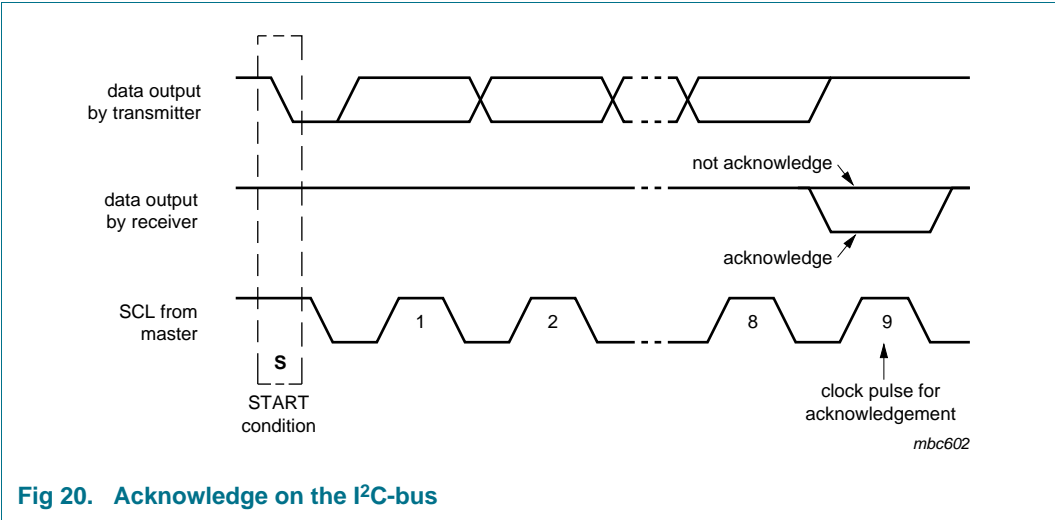 data output
by transmitter
not acknowledge
data output
by receiver
acknowledge
SCL from
master
1
2
8
9
S
START
condition
clock pulse for
acknowledgement
mbc602
Fig 20. Acknowledge on the I²C-bus